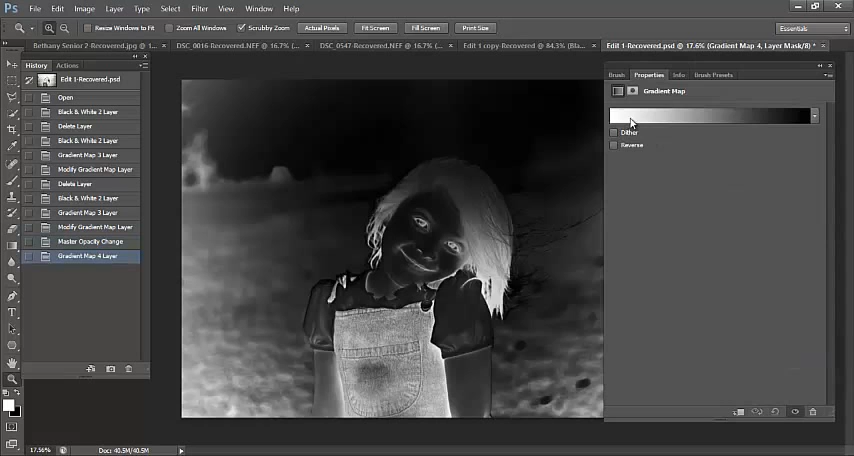 Ps File Edit Image Layer Type Select Filter View Window Help
Resize Windows to Fit Zoom All Windows Scrubby Zoom Actual Pixels Fit Screen Fill Screen Print Size Essentials
Bethany Senior 2-Recovered.jpg @ 1... × DSC_0016-Recovered.NEF @ 16.7% (... × DSC_0547-Recovered.NEF @ 16.7% (... × Edit 1 copy-Recovered @ 84.3% (Bla... × Edit 1-Recovered.psd @ 17.6% (Gradient Map 4, Layer Mask/8) * ×
History Actions
Edit 1-Recovered.psd
Open
Black & White 2 Layer
Delete Layer
Black & White 2 Layer
Gradient Map 3 Layer
Modify Gradient Map Layer
Delete Layer
Black & White 2 Layer
Gradient Map 3 Layer
Modify Gradient Map Layer
Master Opacity Change
Gradient Map 4 Layer
Brush Properties Info Brush Presets
Gradient Map
Dither
Reverse
17.56% Doc: 40.5M/40.5M